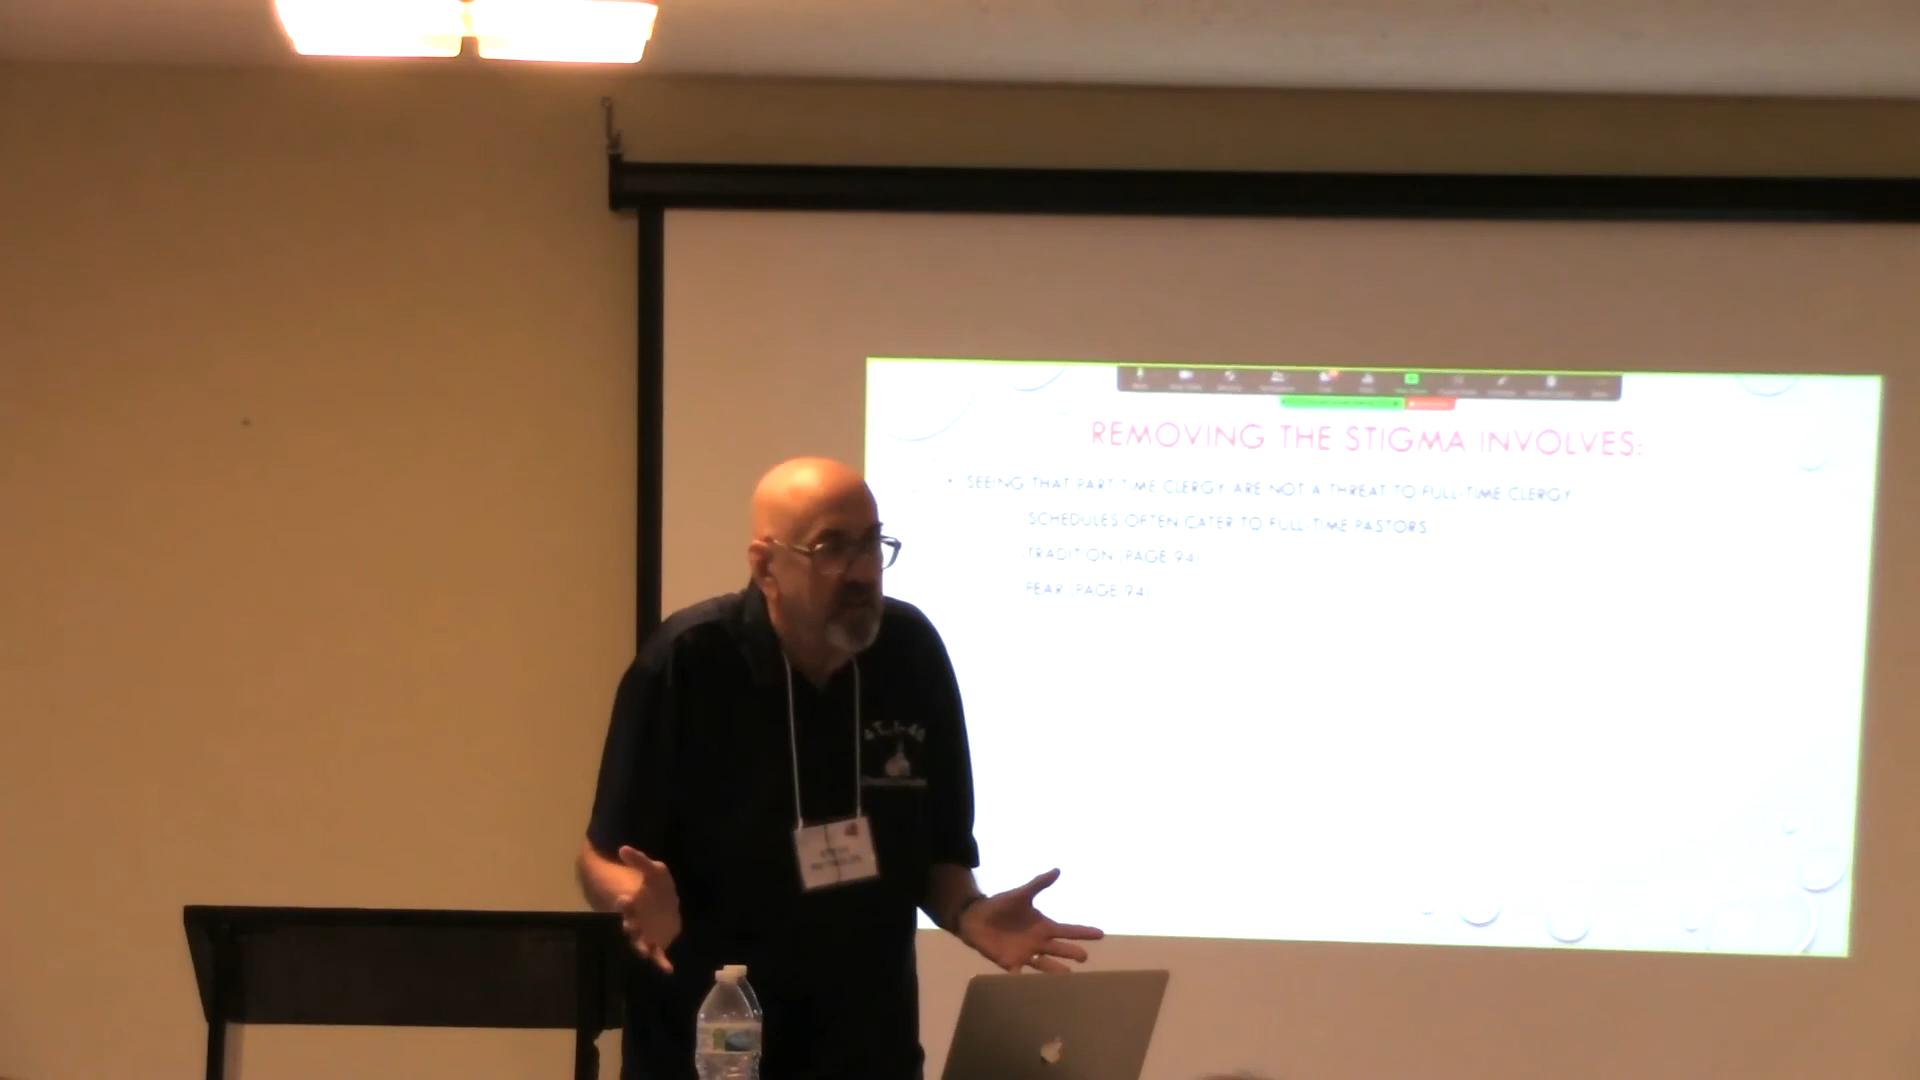 REMOVING THE STIGMA INVOLVES:
• SEEING THAT PART TIME CLERGY ARE NOT A THREAT TO FULL-TIME CLERGY
SCHEDULES OFTEN CATER TO FULL-TIME PASTORS
TRADITION (PAGE 94)
FEAR (PAGE 94)